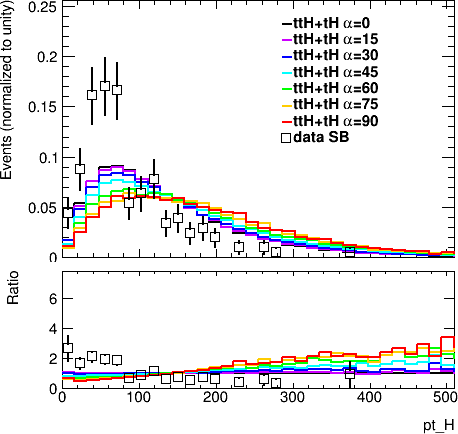 Events (normalized to unity)
0.25
0.2
0.15
0.1
0.05
0
ttH+tH α=0
ttH+tH α=15
ttH+tH α=30
ttH+tH α=45
ttH+tH α=60
ttH+tH α=75
ttH+tH α=90
data SB
Ratio
6
4
2
0
0 100 200 300 400 500
pt_H